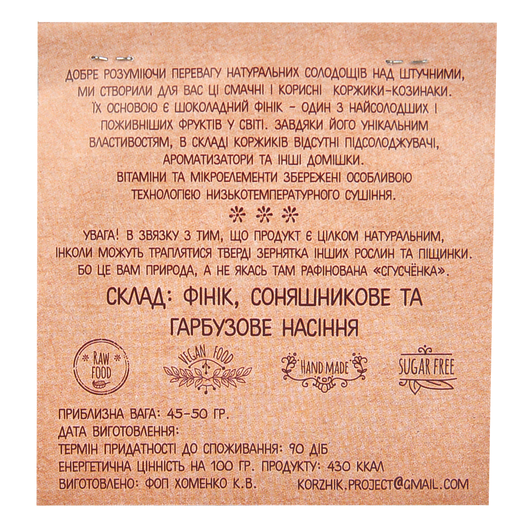 ДОБРЕ РОЗУМІЮЧИ ПЕРЕВАГУ НАТУРАЛЬНИХ СОЛОДОЩІВ НАД ШТУЧНИМИ,
МИ СТВОРИЛИ ДЛЯ ВАС ЦІ СМАЧНІ І КОРИСНІ КОРЖИКИ-КОЗИНАКИ.
ЇХ ОСНОВОЮ Є ШОКОЛАДНИЙ ФІНІК - ОДИН З НАЙСОЛОДШИХ І
ПОЖИВНІШИХ ФРУКТІВ У СВІТІ. ЗАВДЯКИ ЙОГО УНІКАЛЬНИМ
ВЛАСТИВОСТЯМ, В СКЛАДІ КОРЖИКІВ ВІДСУТНІ ПІДСОЛОДЖУВАЧІ,
АРОМАТИЗАТОРИ ТА ІНШІ ДОМІШКИ.
ВІТАМІНИ ТА МІКРОЕЛЕМЕНТИ ЗБЕРЕЖЕНІ ОСОБЛИВОЮ
ТЕХНОЛОГІЄЮ НИЗЬКОТЕМПЕРАТУРНОГО СУШІННЯ.
УВАГА! В ЗВЯЗКУ З ТИМ, ЩО ПРОДУКТ Є ЦІЛКОМ НАТУРАЛЬНИМ,
ІНКОЛИ МОЖУТЬ ТРАПЛЯТИСЯ ТВЕРДІ ЗЕРНЯТКА ІНШИХ РОСЛИН ТА ПІЩИНКИ.
БО ЦЕ ВАМ ПРИРОДА, А НЕ ЯКАСЬ ТАМ РАФІНОВАНА «СГУСЧЁНКА».
СКЛАД: ФІНІК, СОНЯШНИКОВЕ ТА
ГАРБУЗОВЕ НАСІННЯ
RAW FOOD
VEGAN FOOD
HAND MADE
SUGAR FREE
ПРИБЛИЗНА ВАГА: 45-50 ГР.
ДАТА ВИГОТОВЛЕННЯ:
ТЕРМІН ПРИДАТНОСТІ ДО СПОЖИВАННЯ: 90 ДІБ
ЕНЕРГЕТИЧНА ЦІННІСТЬ НА 100 ГР. ПРОДУКТУ: 430 ККАЛ
ВИГОТОВЛЕНО: ФОП ХОМЕНКО К.В. KORZHIK.PROJECT@GMAIL.COM